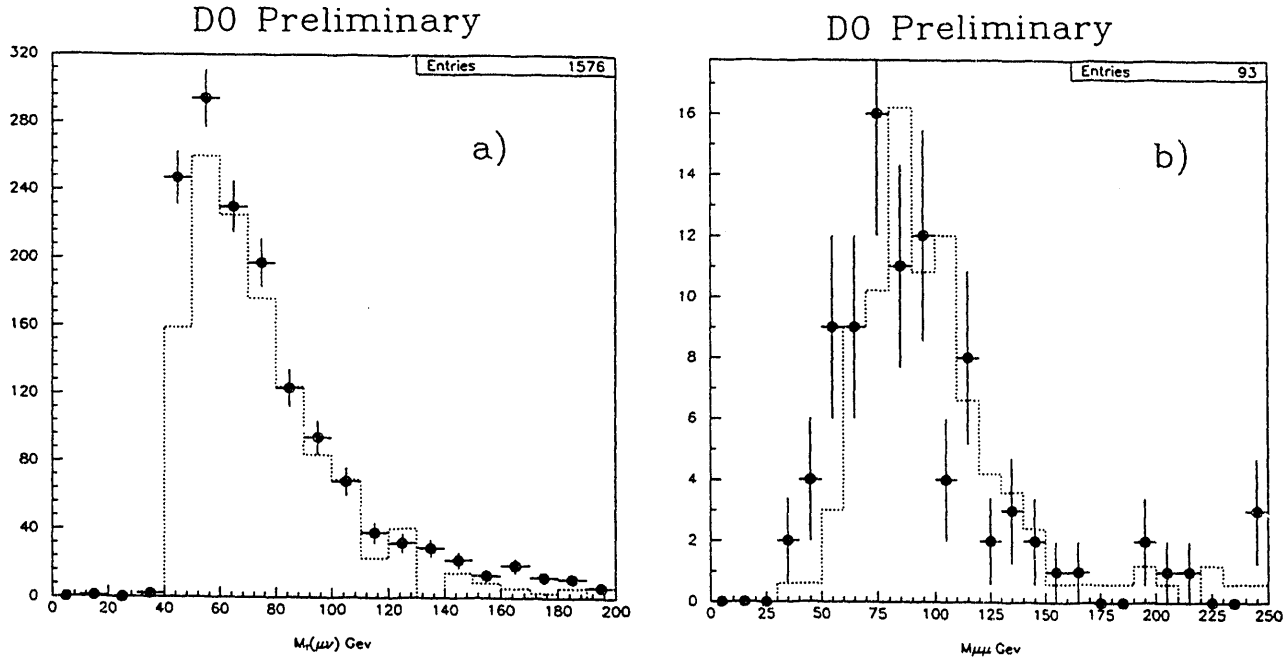 D0 Preliminary
Entries 1576
a)
320
280
240
200
160
120
80
40
0
0 20 40 60 80 100 120 140 160 180 200
M_T(μν) Gev
D0 Preliminary
Entries 93
b)
16
14
12
10
8
6
4
2
0
0 25 50 75 100 125 150 175 200 225 250
Mμμ Gev